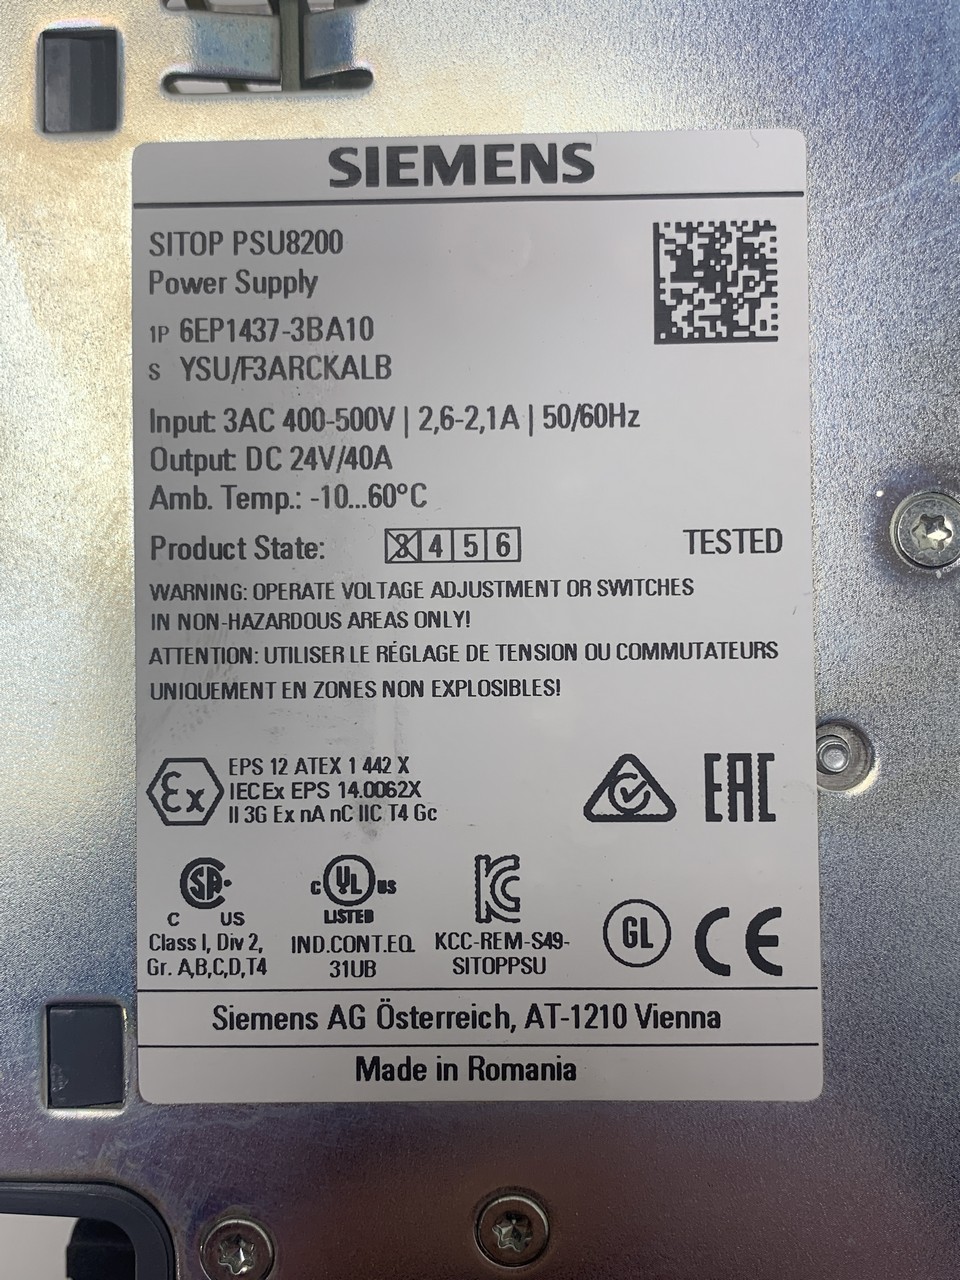 SIEMENS
SITOP PSU8200
Power Supply
1P 6EP1437-3BA10
S YSU/F3ARCKALB
Input: 3AC 400-500V | 2,6-2,1A | 50/60Hz
Output: DC 24V/40A
Amb. Temp.: -10...60°C
Product State: 3 4 5 6 TESTED
WARNING: OPERATE VOLTAGE ADJUSTMENT OR SWITCHES
IN NON-HAZARDOUS AREAS ONLY!
ATTENTION: UTILISER LE RÉGLAGE DE TENSION OU COMMUTATEURS
UNIQUEMENT EN ZONES NON EXPLOSIBLES!
Ex
EPS 12 ATEX 1 442 X
IECEx EPS 14.0062X
II 3G Ex nA nC IIC T4 Gc
EAC
SA
C US
Class I, Div 2,
Gr. A,B,C,D,T4
C UL US
LISTED
IND.CONT.EQ.
31UB
KC
KCC-REM-S49-
SITOPPSU
GL
CE
Siemens AG Österreich, AT-1210 Vienna
Made in Romania